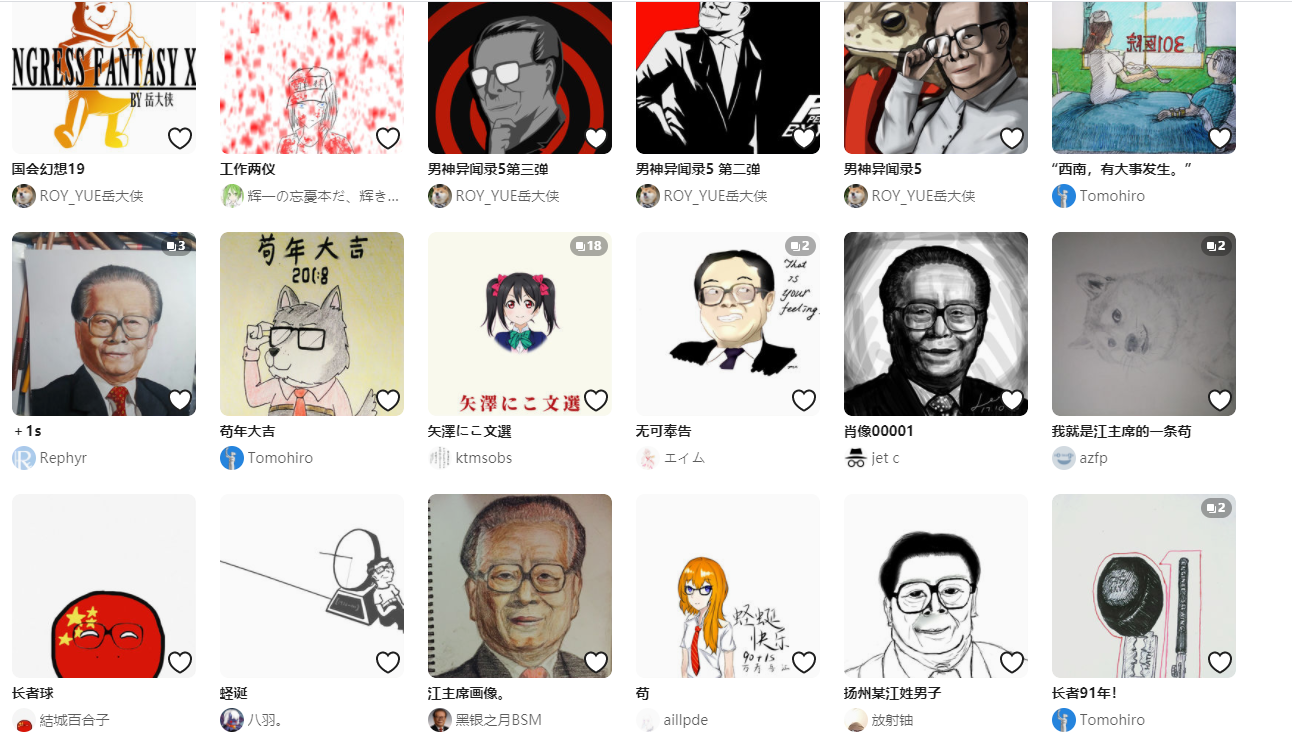 NGRESS FANTASY X
BY 岳大侠
301医院
国会幻想19
工作两仪
男神异闻录5第三弹
男神异闻录5 第二弹
男神异闻录5
“西南，有大事发生。”
ROY_YUE岳大侠
辉一の忘憂本だ、辉き...
ROY_YUE岳大侠
ROY_YUE岳大侠
ROY_YUE岳大侠
Tomohiro
3
苟年大吉
2018
18
矢澤にこ文選
2
That
is
your
feeling.
2
＋1s
苟年大吉
矢澤にこ文選
无可奉告
肖像00001
我就是江主席的一条苟
Rephyr
Tomohiro
ktmsobs
エイム
jet c
azfp
蛏蜒
快乐
90+1s
2
长者球
蛏诞
江主席画像。
苟
扬州某江姓男子
长者91年！
結城百合子
八羽。
黑银之月BSM
aillpde
放射铀
Tomohiro